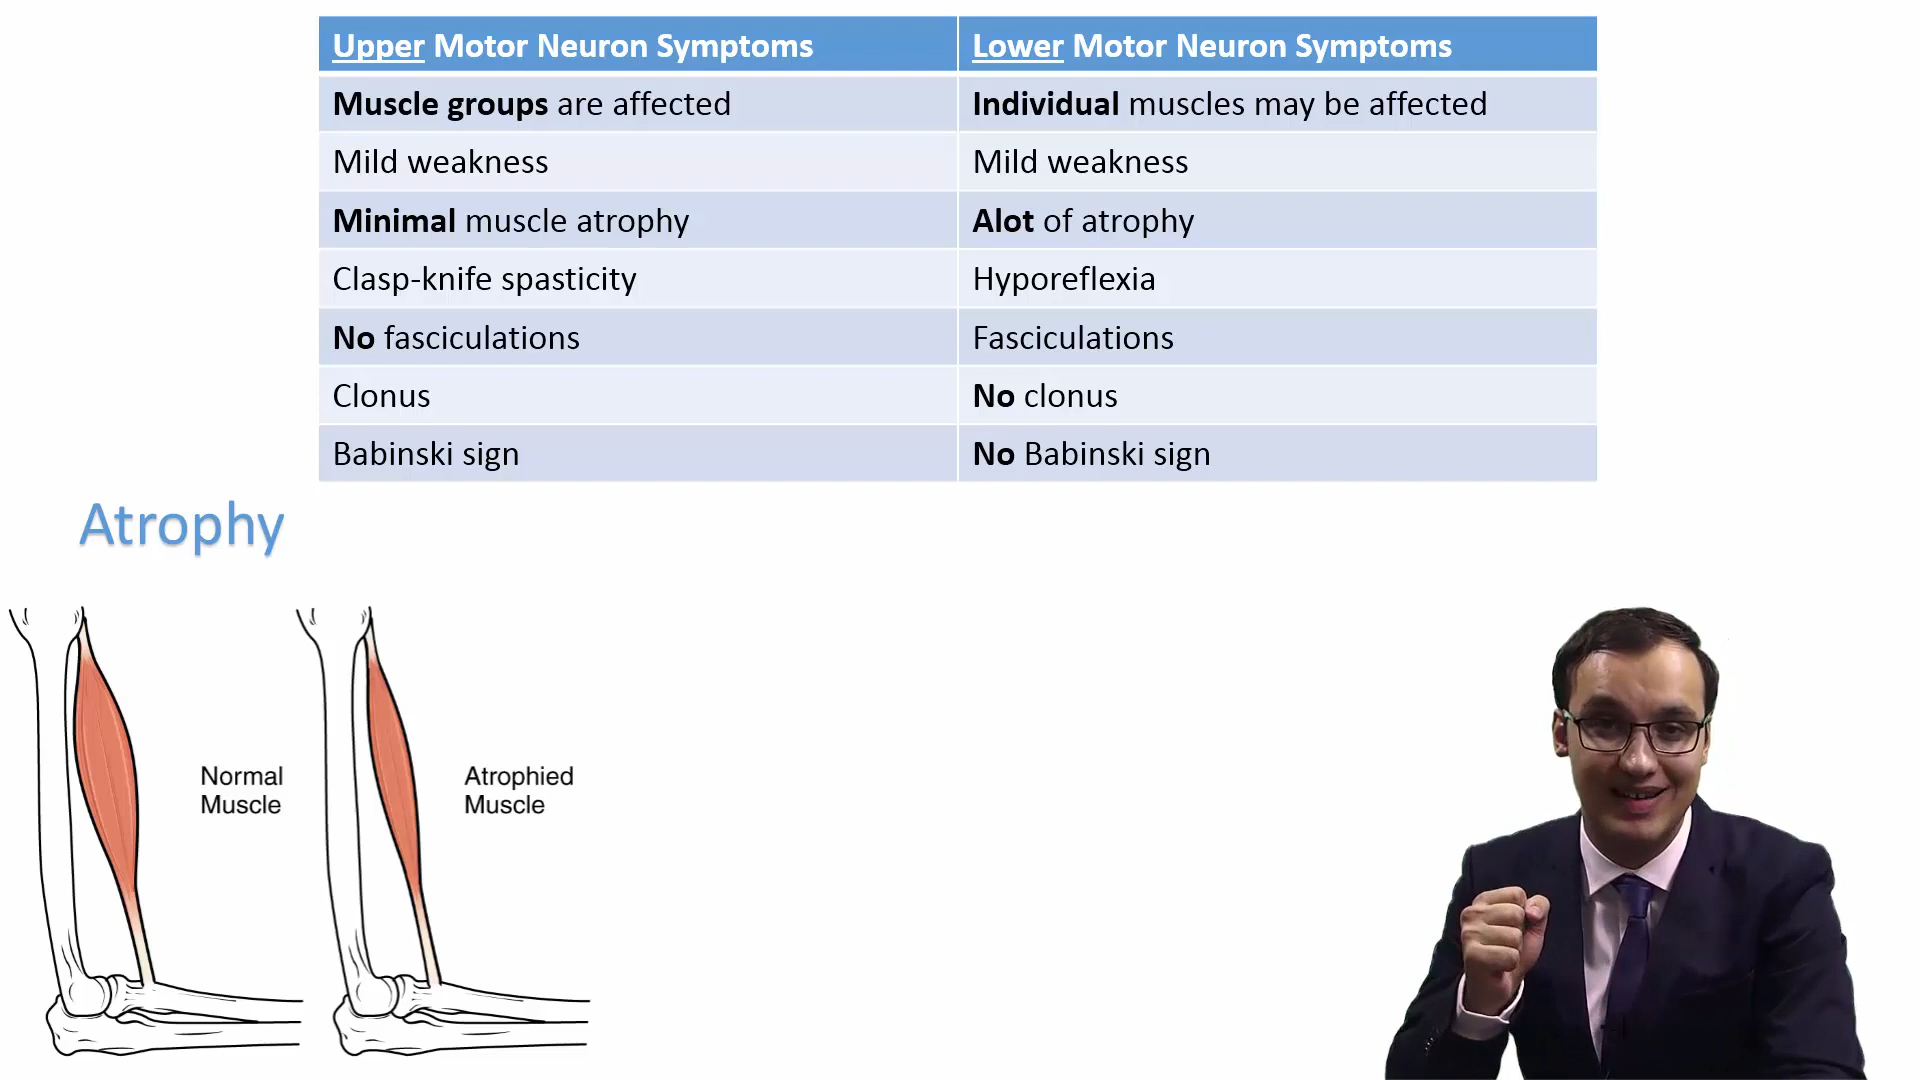 Upper Motor Neuron Symptoms
Lower Motor Neuron Symptoms
Muscle groups are affected
Individual muscles may be affected
Mild weakness
Mild weakness
Minimal muscle atrophy
Alot of atrophy
Clasp-knife spasticity
Hyporeflexia
No fasciculations
Fasciculations
Clonus
No clonus
Babinski sign
No Babinski sign
Atrophy
Normal
Muscle
Atrophied
Muscle